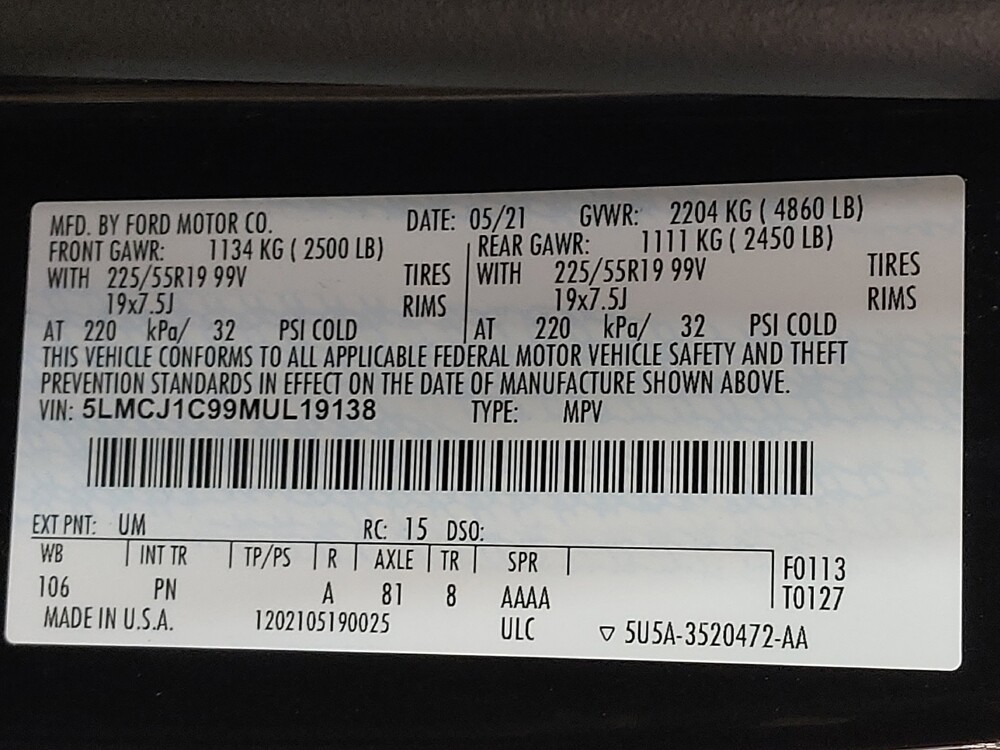 MFD. BY FORD MOTOR CO. DATE: 05/21 GVWR: 2204 KG ( 4860 LB)
FRONT GAWR: 1134 KG ( 2500 LB) REAR GAWR: 1111 KG ( 2450 LB)
WITH 225/55R19 99V TIRES WITH 225/55R19 99V TIRES
19x7.5J RIMS 19x7.5J RIMS
AT 220 kPa/ 32 PSI COLD AT 220 kPa/ 32 PSI COLD
THIS VEHICLE CONFORMS TO ALL APPLICABLE FEDERAL MOTOR VEHICLE SAFETY AND THEFT
PREVENTION STANDARDS IN EFFECT ON THE DATE OF MANUFACTURE SHOWN ABOVE.
VIN: 5LMCJ1C99MUL19138 TYPE: MPV
EXT PNT: UM RC: 15 DSO:
WB INT TR TP/PS R AXLE TR SPR F0113
106 PN A 81 8 AAAA T0127
MADE IN U.S.A. 1202105190025 ULC ▽ 5U5A-3520472-AA